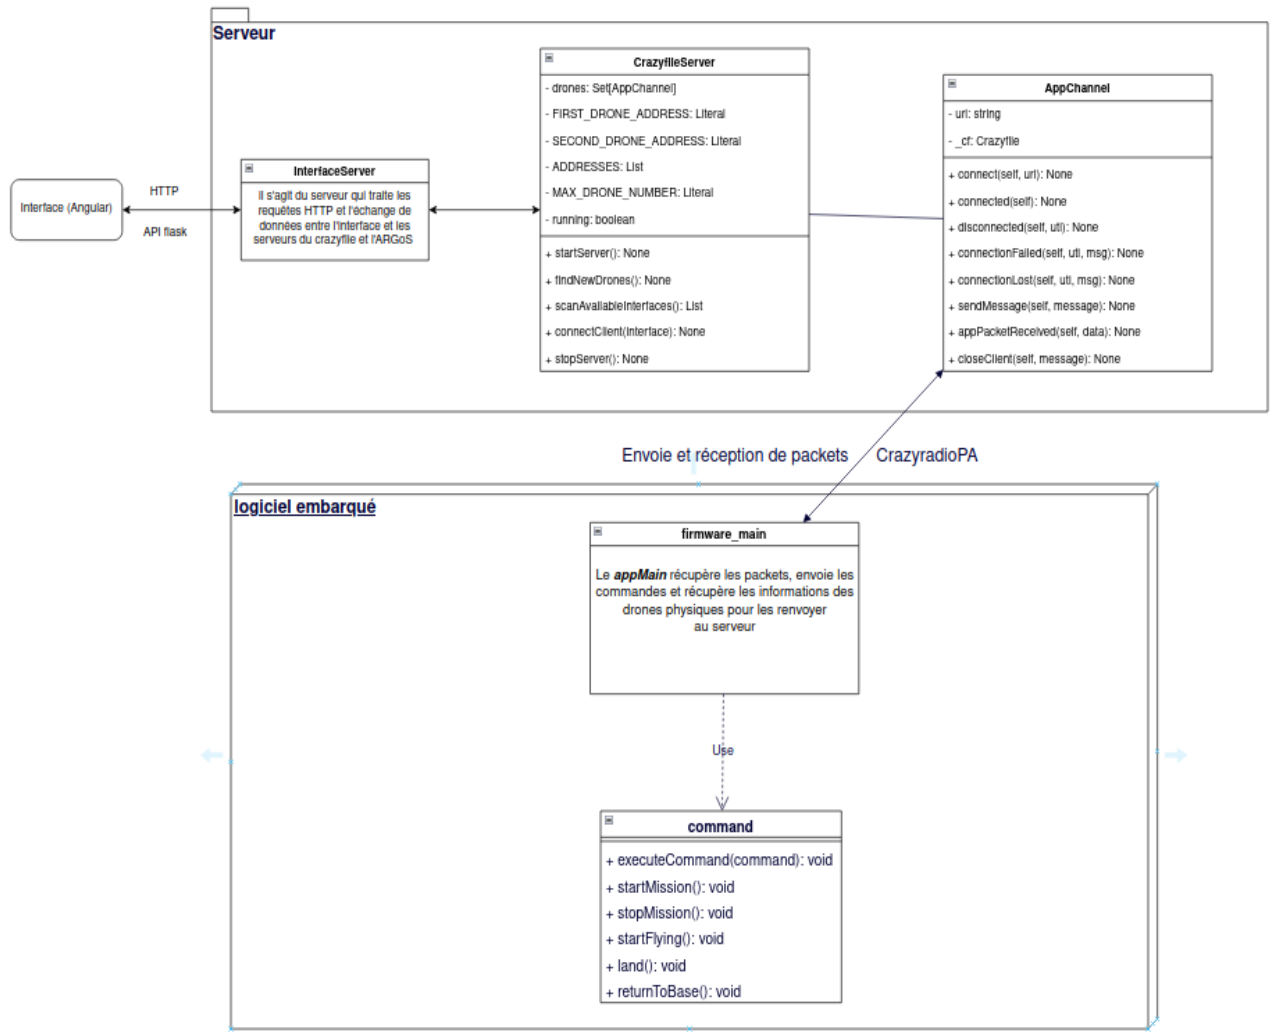 Serveur
Interface (Angular)
HTTP
API flask
InterfaceServer
Il s'agit du serveur qui traite les
requêtes HTTP et l'échange de
données entre l'interface et les
serveurs du crazyflie et l'ARGoS
CrazyflieServer
- drones: Set[AppChannel]
- FIRST_DRONE_ADDRESS: Literal
- SECOND_DRONE_ADDRESS: Literal
- ADDRESSES: List
- MAX_DRONE_NUMBER: Literal
- running: boolean
+ startServer(): None
+ findNewDrones(): None
+ scanAvailableInterfaces(): List
+ connectClient(interface): None
+ stopServer(): None
AppChannel
- uri: string
- _cf: Crazyflie
+ connect(self, uri): None
+ connected(self): None
+ disconnected(self, uti): None
+ connectionFailed(self, uti, msg): None
+ connectionLost(self, uti, msg): None
+ sendMessage(self, message): None
+ appPacketReceived(self, data): None
+ closeClient(self, message): None
Envoie et réception de packets CrazyradioPA
logiciel embarqué
firmware_main
Le appMain récupère les packets, envoie les
commandes et récupère les informations des
drones physiques pour les renvoyer
au serveur
Use
command
+ executeCommand(command): void
+ startMission(): void
+ stopMission(): void
+ startFlying(): void
+ land(): void
+ returnToBase(): void